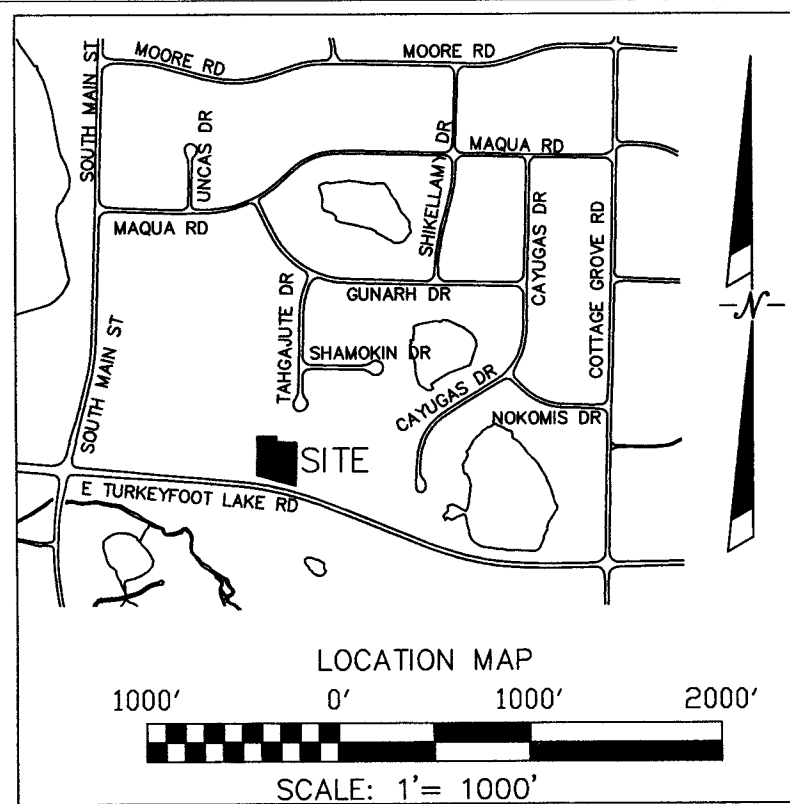 MOORE RD
MOORE RD
SOUTH MAIN ST
UNCAS DR
SHIKELLAMY DR
MAQUA RD
MAQUA RD
CAYUGAS DR
COTTAGE GROVE RD
GUNARH DR
TAHGAJUTE DR
SHAMOKIN DR
CAYUGAS DR
NOKOMIS DR
SOUTH MAIN ST
SITE
E TURKEYFOOT LAKE RD
-N-
LOCATION MAP
1000' 0' 1000' 2000'
SCALE: 1'= 1000'